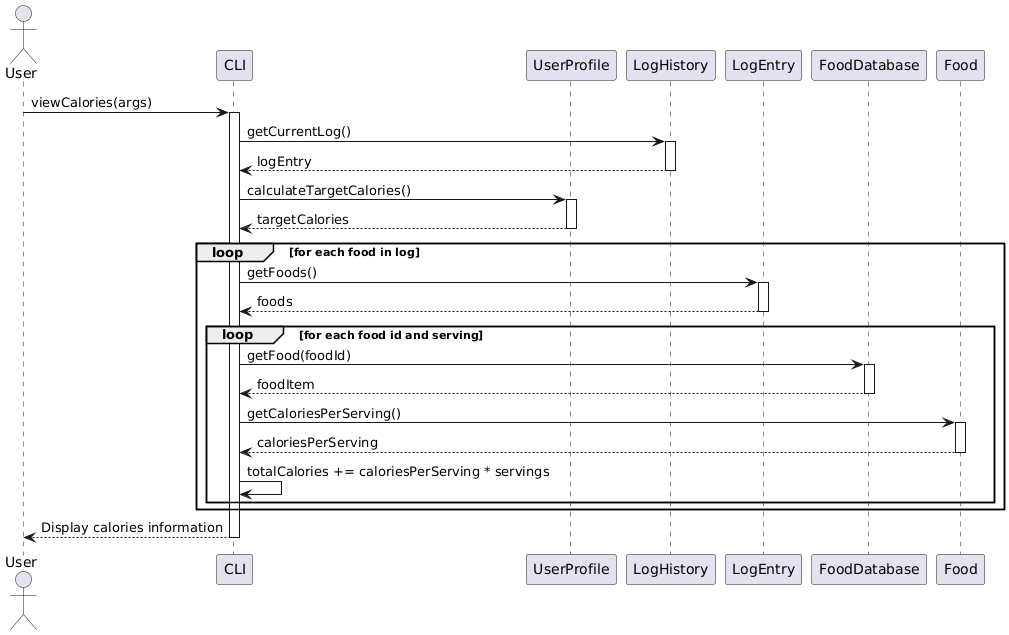 User
CLI
UserProfile
LogHistory
LogEntry
FoodDatabase
Food
viewCalories(args)
getCurrentLog()
logEntry
calculateTargetCalories()
targetCalories
loop [for each food in log]
getFoods()
foods
loop [for each food id and serving]
getFood(foodId)
foodItem
getCaloriesPerServing()
caloriesPerServing
totalCalories += caloriesPerServing * servings
Display calories information
User
CLI
UserProfile
LogHistory
LogEntry
FoodDatabase
Food